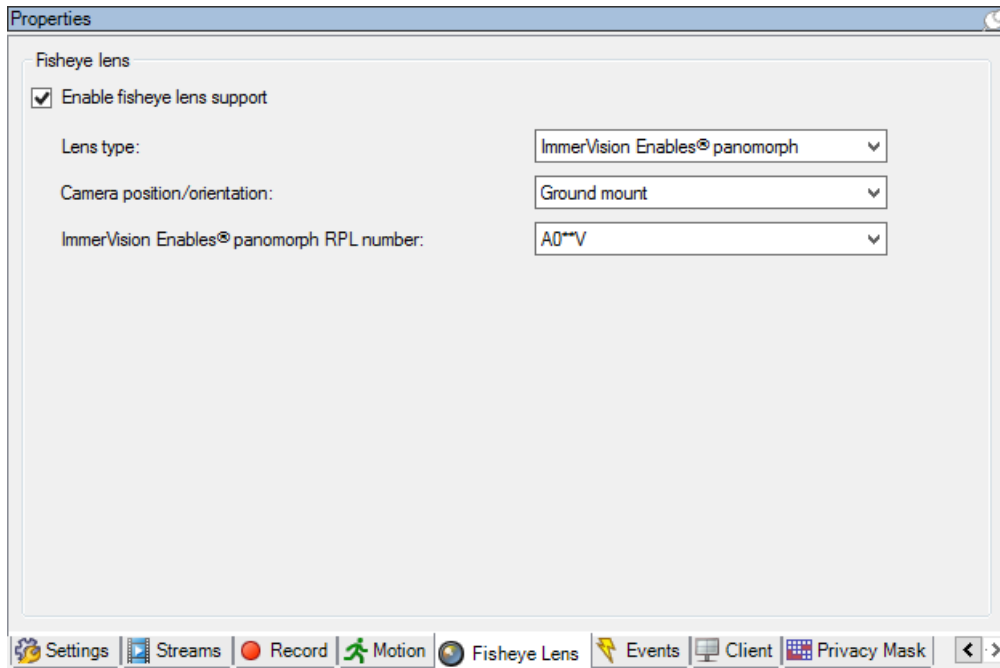 Properties
Fisheye lens
Enable fisheye lens support
Lens type: ImmerVision Enables® panomorph
Camera position/orientation: Ground mount
ImmerVision Enables® panomorph RPL number: A0**V
Settings Streams Record Motion Fisheye Lens Events Client Privacy Mask